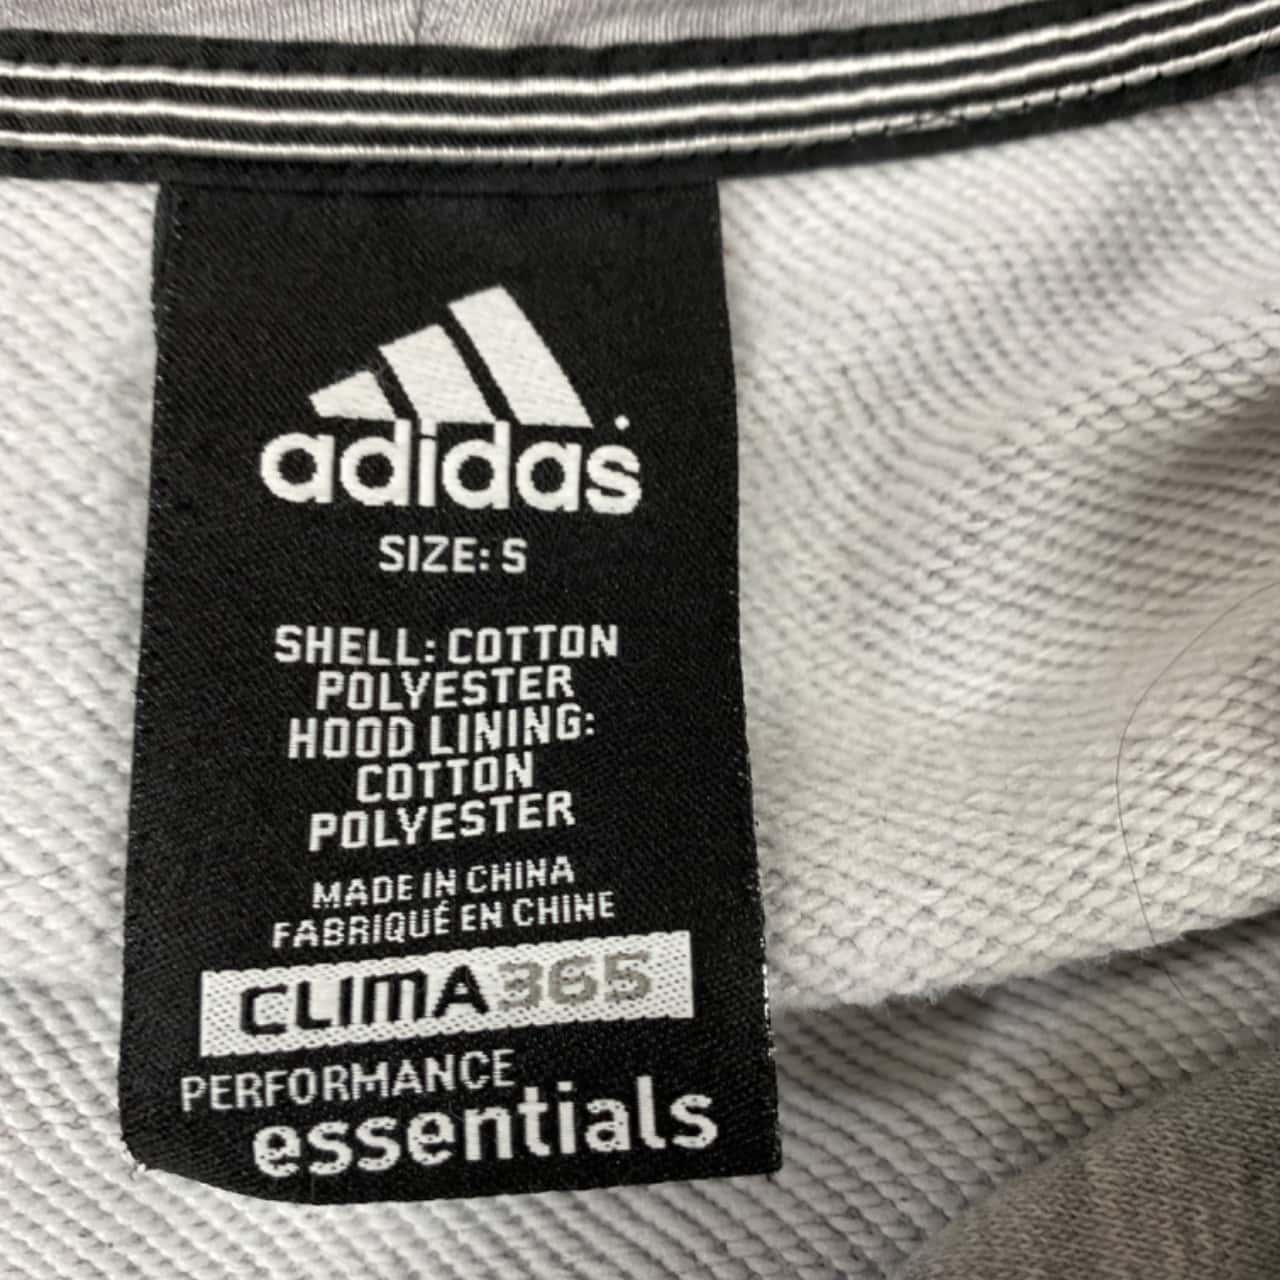 adidas
SIZE: S
SHELL: COTTON
POLYESTER
HOOD LINING:
COTTON
POLYESTER
MADE IN CHINA
FABRIQUÉ EN CHINE
CLIMA365
PERFORMANCE
essentials